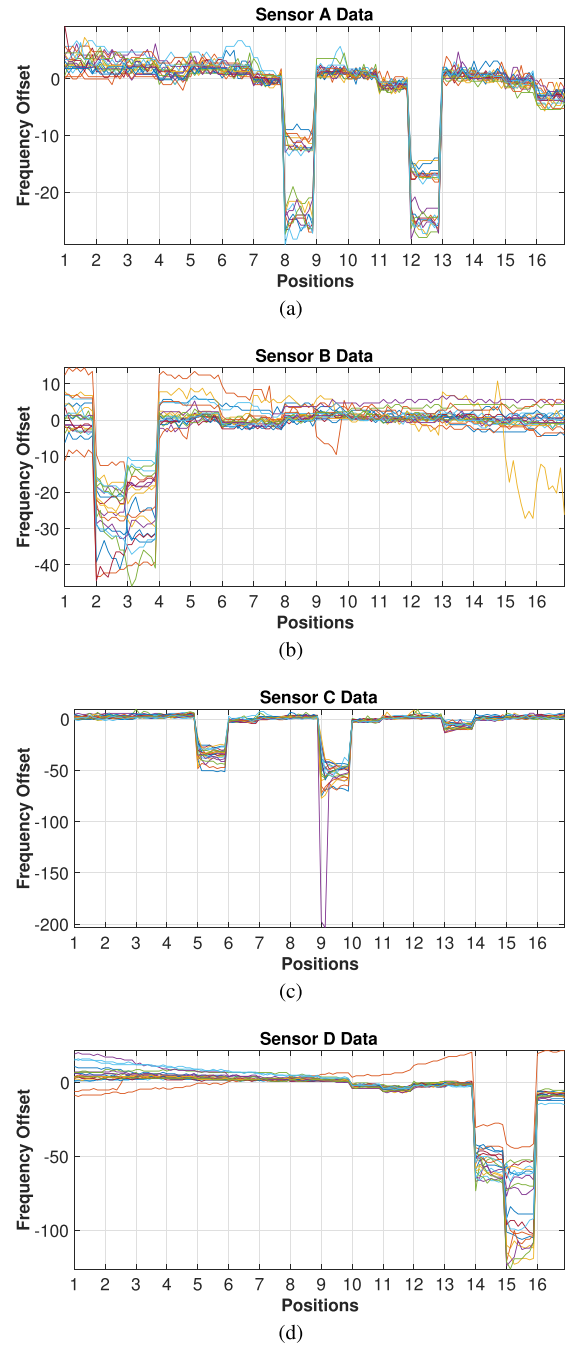 Sensor A Data
Frequency Offset
0
-10
-20
1 2 3 4 5 6 7 8 9 10 11 12 13 14 15 16
Positions
(a)
Sensor B Data
Frequency Offset
10
0
-10
-20
-30
-40
1 2 3 4 5 6 7 8 9 10 11 12 13 14 15 16
Positions
(b)
Sensor C Data
Frequency Offset
0
-50
-100
-150
-200
1 2 3 4 5 6 7 8 9 10 11 12 13 14 15 16
Positions
(c)
Sensor D Data
Frequency Offset
0
-50
-100
1 2 3 4 5 6 7 8 9 10 11 12 13 14 15 16
Positions
(d)